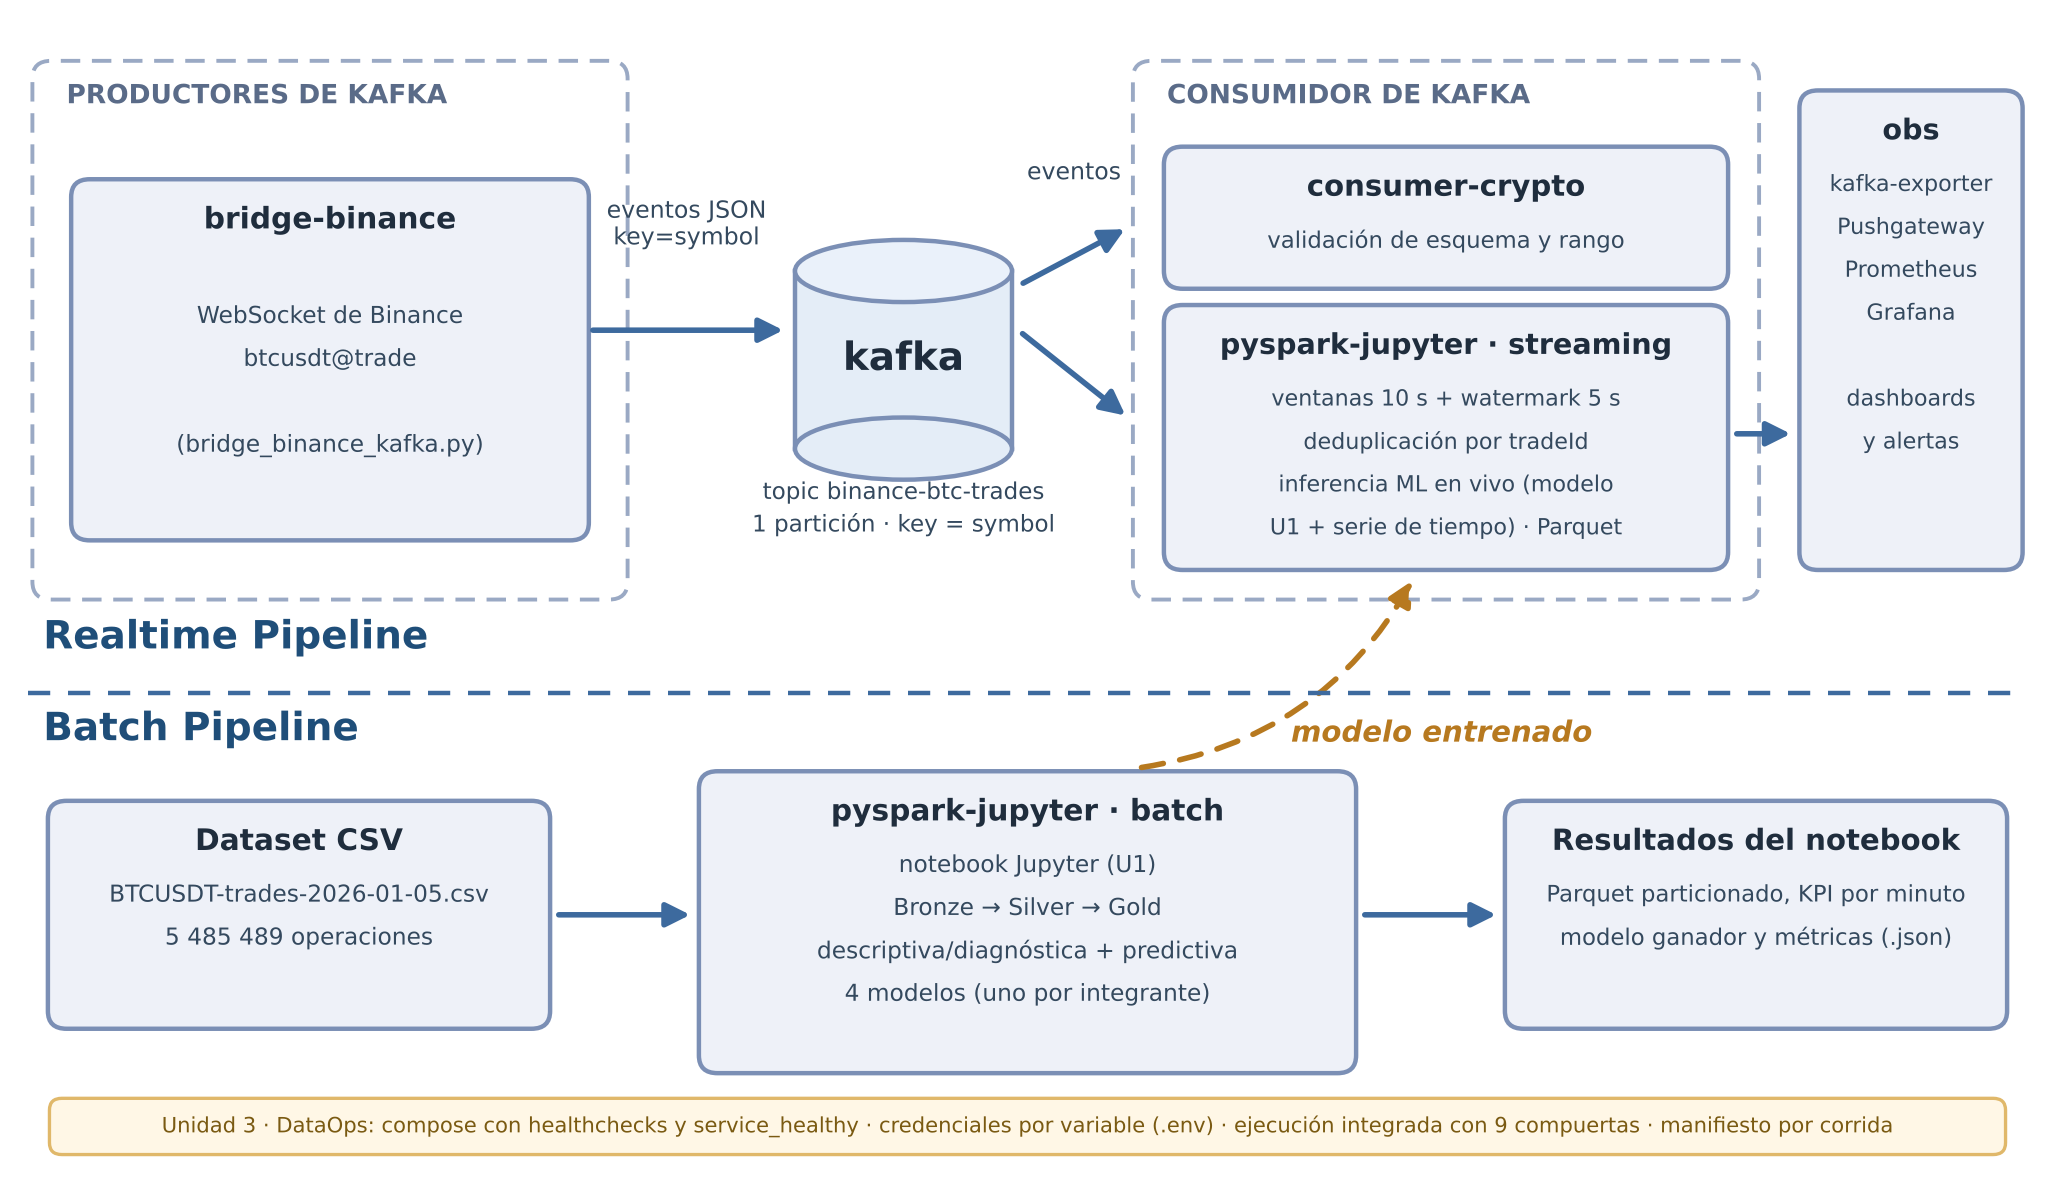 PRODUCTORES DE KAFKA
bridge-binance
WebSocket de Binance
btcusdt@trade
(bridge_binance_kafka.py)
eventos JSON
key=symbol
kafka
topic binance-btc-trades
1 partición · key = symbol
eventos
CONSUMIDOR DE KAFKA
consumer-crypto
validación de esquema y rango
pyspark-jupyter · streaming
ventanas 10 s + watermark 5 s
deduplicación por tradeId
inferencia ML en vivo (modelo
U1 + serie de tiempo) · Parquet
obs
kafka-exporter
Pushgateway
Prometheus
Grafana
dashboards
y alertas
Realtime Pipeline
Batch Pipeline
modelo entrenado
Dataset CSV
BTCUSDT-trades-2026-01-05.csv
5 485 489 operaciones
pyspark-jupyter · batch
notebook Jupyter (U1)
Bronze → Silver → Gold
descriptiva/diagnóstica + predictiva
4 modelos (uno por integrante)
Resultados del notebook
Parquet particionado, KPI por minuto
modelo ganador y métricas (.json)
Unidad 3 · DataOps: compose con healthchecks y service_healthy · credenciales por variable (.env) · ejecución integrada con 9 compuertas · manifiesto por corrida